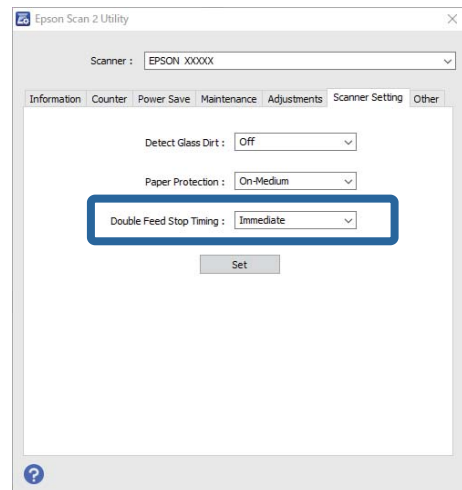 Epson Scan 2 Utility
Scanner : EPSON XXXXX
Information Counter Power Save Maintenance Adjustments Scanner Setting Other
Detect Glass Dirt : Off
Paper Protection : On-Medium
Double Feed Stop Timing : Immediate
Set
?